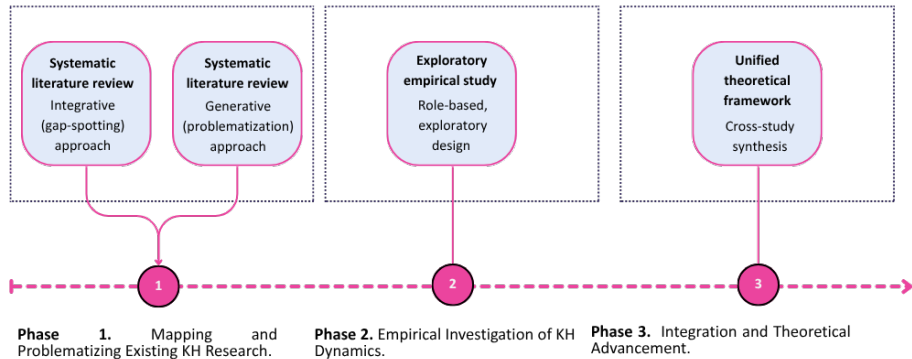 Systematic
literature review
Integrative
(gap-spotting)
approach
Systematic
literature review
Generative
(problematization)
approach
Exploratory
empirical study
Role-based,
exploratory
design
Unified
theoretical
framework
Cross-study
synthesis
1
2
3
Phase 1. Mapping and
Problematizing Existing KH Research.
Phase 2. Empirical Investigation of KH
Dynamics.
Phase 3. Integration and Theoretical
Advancement.